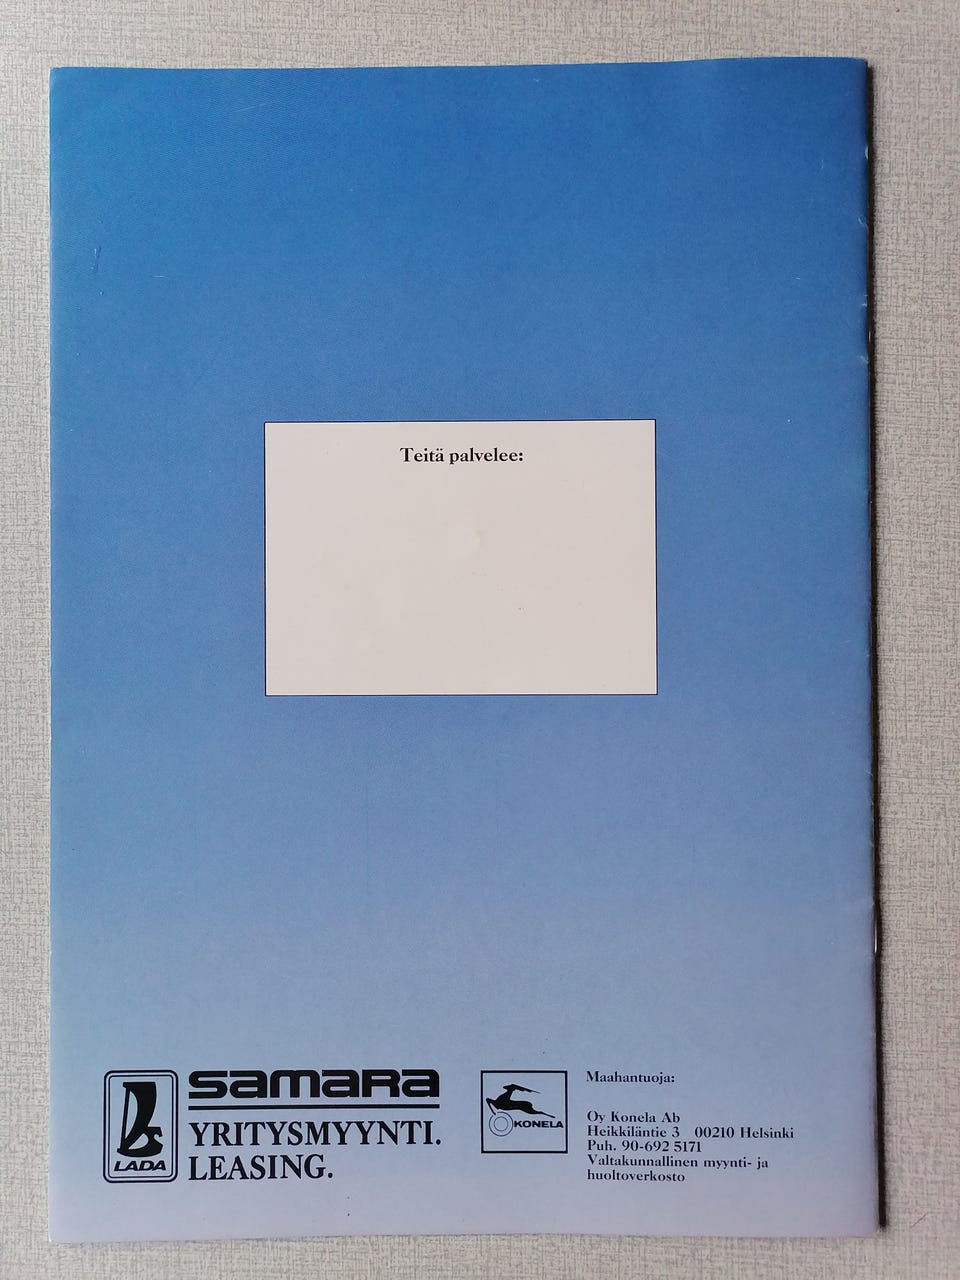 Teitä palvelee:
LADA
samara
YRITYSMYYNTI.
LEASING.
KONELA
Maahantuoja:
Oy Konela Ab
Heikkiläntie 3 00210 Helsinki
Puh. 90-692 5171
Valtakunnallinen myynti- ja
huoltoverkosto